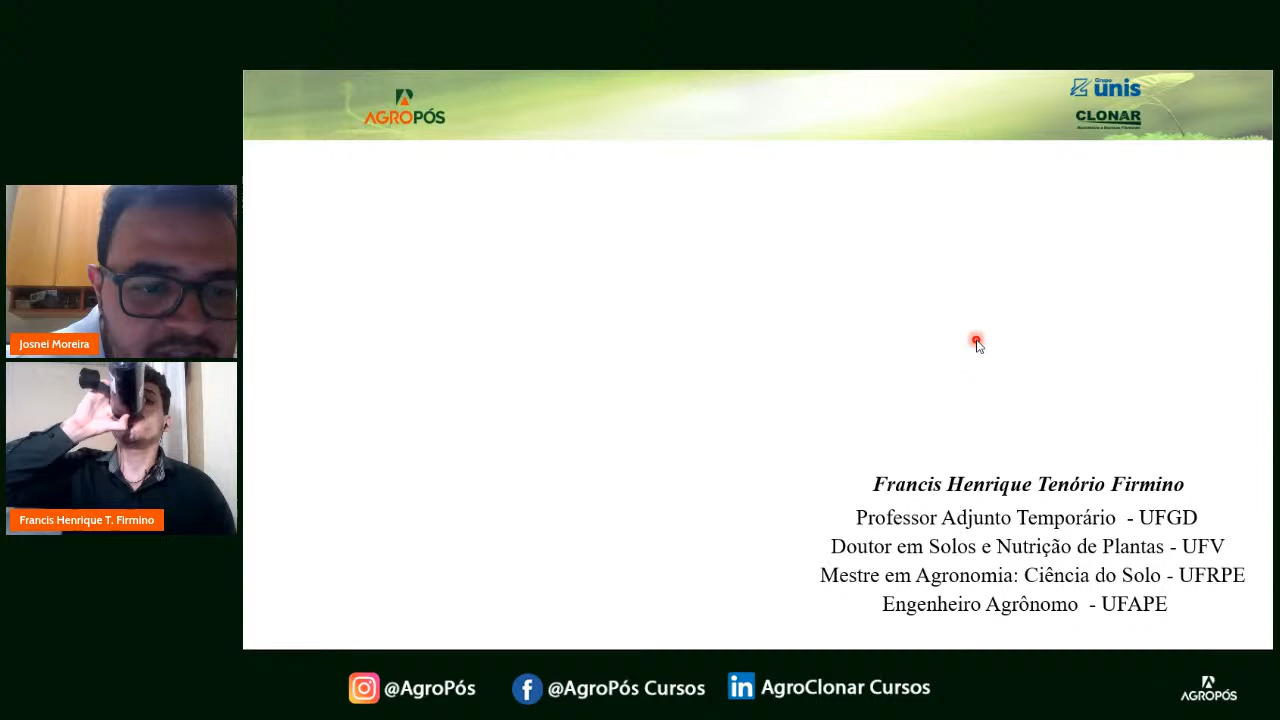 AGROPÓS
Grupo
unis
CLONAR
Josnei Moreira
Francis Henrique T. Firmino
Francis Henrique Tenório Firmino
Professor Adjunto Temporário - UFGD
Doutor em Solos e Nutrição de Plantas - UFV
Mestre em Agronomia: Ciência do Solo - UFRPE
Engenheiro Agrônomo - UFAPE
@AgroPós
@AgroPós Cursos
AgroClonar Cursos
AGROPÓS